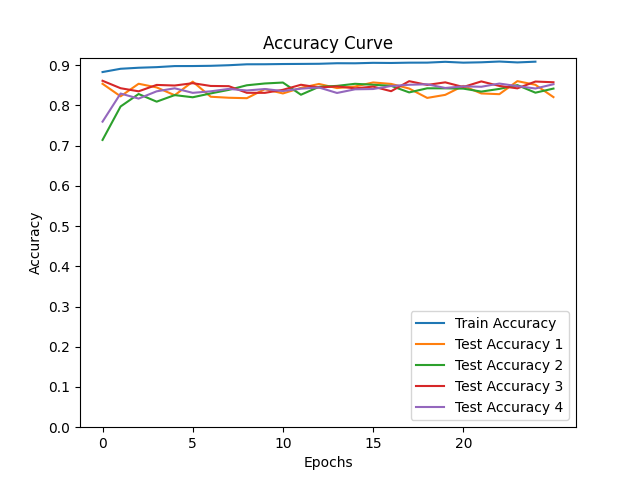 Accuracy Curve
Accuracy
0.9
0.8
0.7
0.6
0.5
0.4
0.3
0.2
0.1
0.0
0 5 10 15 20
Epochs
Train Accuracy
Test Accuracy 1
Test Accuracy 2
Test Accuracy 3
Test Accuracy 4